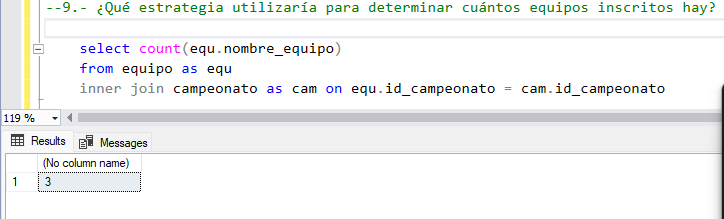 --9.- ¿Qué estrategia utilizaría para determinar cuántos equipos inscritos hay?
select count(equ.nombre_equipo)
from equipo as equ
inner join campeonato as cam on equ.id_campeonato = cam.id_campeonato
119 %
Results Messages
(No column name)
1 3